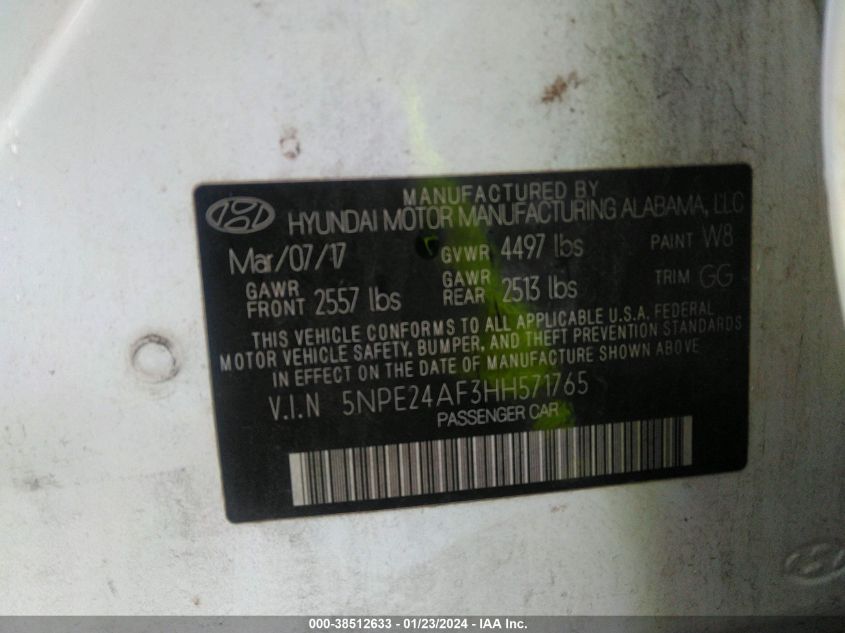 MANUFACTURED BY
HYUNDAI MOTOR MANUFACTURING ALABAMA, LLC
Mar/07/17 GVWR 4497 lbs PAINT W8
GAWR FRONT 2557 lbs GAWR REAR 2513 lbs TRIM GG
THIS VEHICLE CONFORMS TO ALL APPLICABLE U.S.A. FEDERAL
MOTOR VEHICLE SAFETY, BUMPER, AND THEFT PREVENTION STANDARDS
IN EFFECT ON THE DATE OF MANUFACTURE SHOWN ABOVE
V.I.N 5NPE24AF3HH571765
PASSENGER CAR
000-38512633 - 01/23/2024 - IAA Inc.